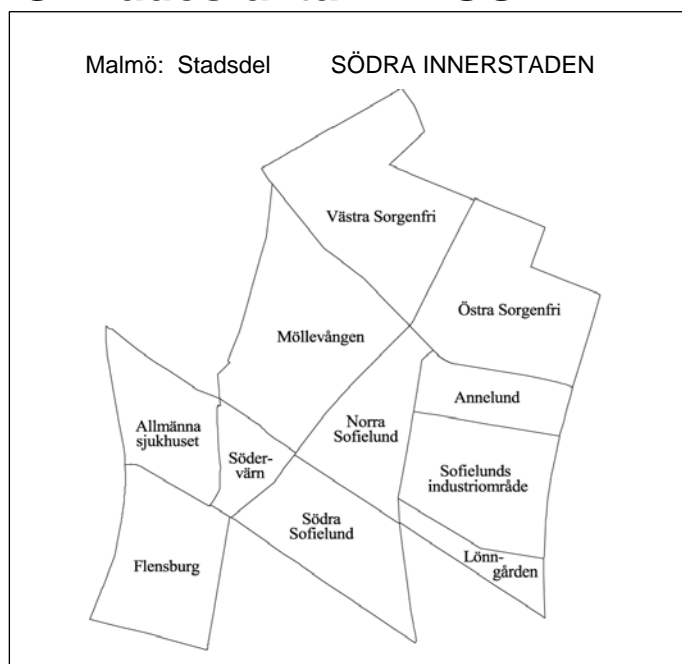 Malmö: Stadsdel SÖDRA INNERSTADEN
Västra Sorgenfri
Östra Sorgenfri
Möllevången
Annelund
Norra
Sofielund
Allmänna
sjukhuset
Söder-
värn
Sofielunds
industriområde
Södra
Sofielund
Lönn-
gården
Flensburg